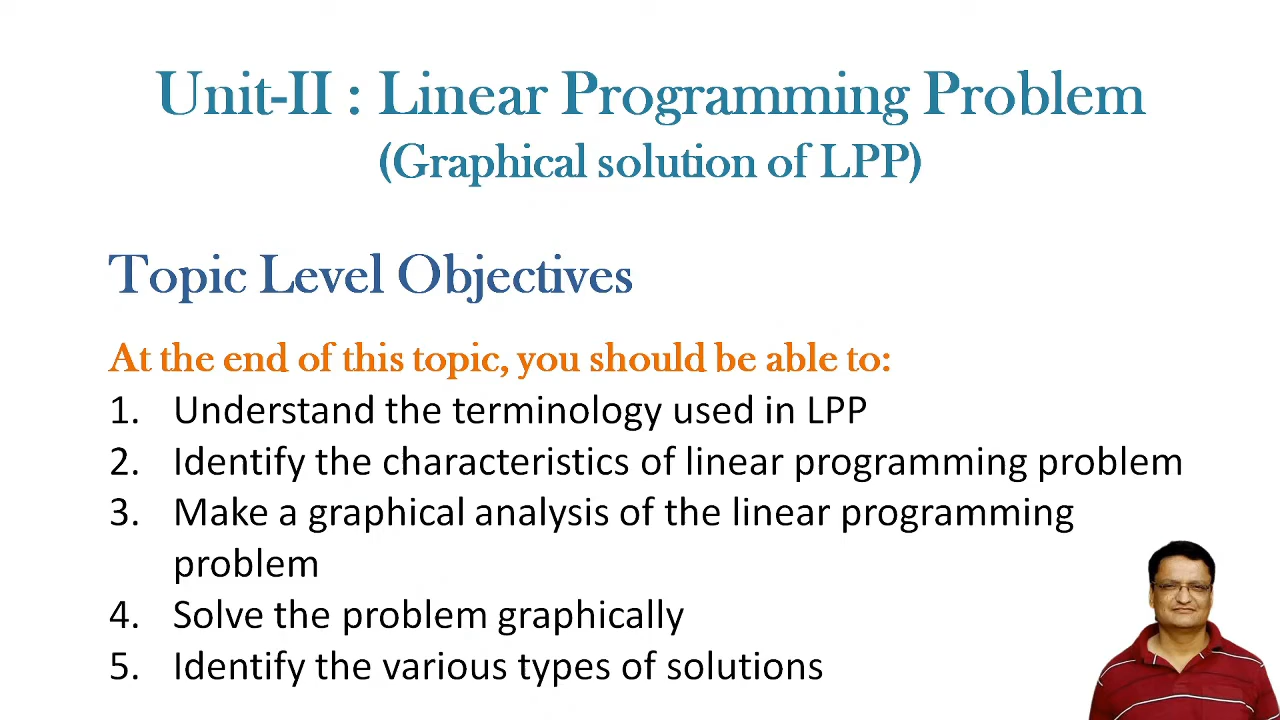 Unit-II : Linear Programming Problem
(Graphical solution of LPP)
Topic Level Objectives
At the end of this topic, you should be able to:
1. Understand the terminology used in LPP
2. Identify the characteristics of linear programming problem
3. Make a graphical analysis of the linear programming
problem
4. Solve the problem graphically
5. Identify the various types of solutions